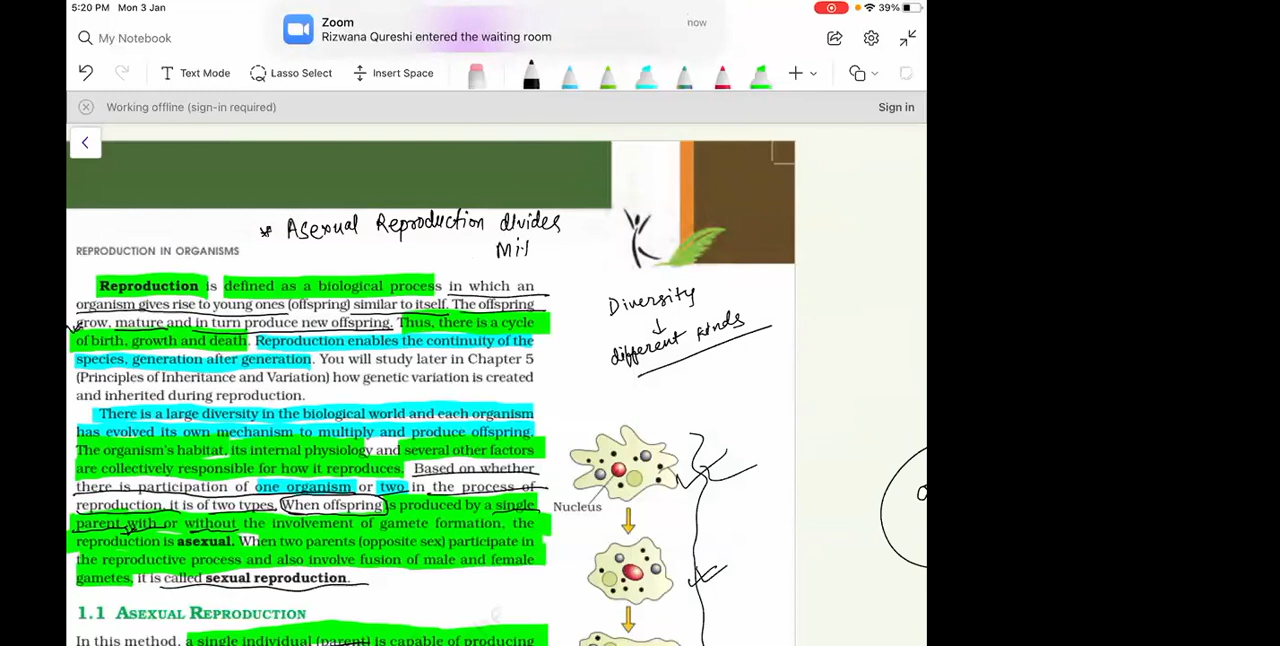 5:20 PM Mon 3 Jan
39%
Zoom
now
Rizwana Qureshi entered the waiting room
My Notebook
Text Mode
Lasso Select
Insert Space
Working offline (sign-in required)
Sign in
* Asexual Reproduction divides
REPRODUCTION IN ORGANISMS
Reproduction is defined as a biological process in which an
organism gives rise to young ones (offspring) similar to itself. The offspring
grow, mature and in turn produce new offspring. Thus, there is a cycle
of birth, growth and death. Reproduction enables the continuity of the
species, generation after generation. You will study later in Chapter 5
(Principles of Inheritance and Variation) how genetic variation is created
and inherited during reproduction.
There is a large diversity in the biological world and each organism
has evolved its own mechanism to multiply and produce offspring.
The organism's habitat, its internal physiology and several other factors
are collectively responsible for how it reproduces. Based on whether
there is participation of one organism or two in the process of
reproduction, it is of two types. When offspring is produced by a single
parent with or without the involvement of gamete formation, the
reproduction is asexual. When two parents (opposite sex) participate in
the reproductive process and also involve fusion of male and female
gametes, it is called sexual reproduction.
1.1 ASEXUAL REPRODUCTION
In this method, a single individual (parent) is capable of producing
Diversity
↓
different kinds
Nucleus